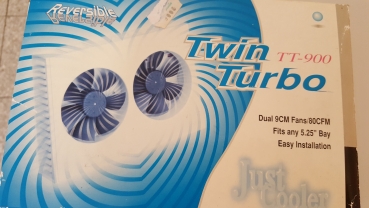 Reversible
Twin
TT-900
Turbo
Dual 9CM Fans/80CFM
Fits any 5.25" Bay
Easy Installation
Just
Cooler